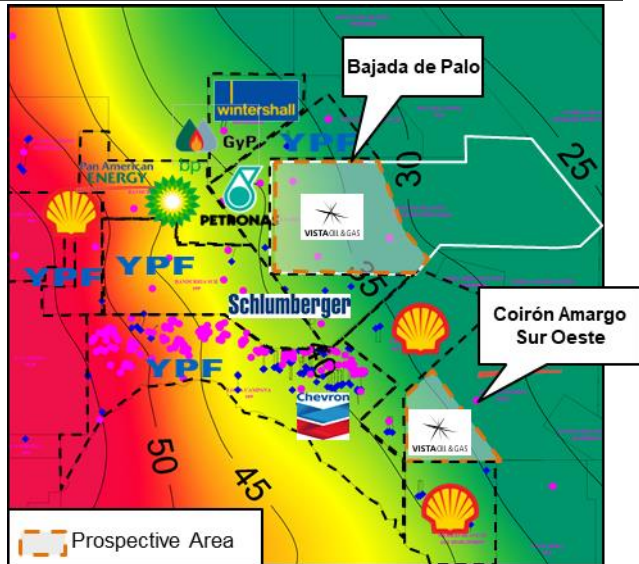 Bajada de Palo
wintershall
GyP
YPF
bp
Pan American
ENERGY
PETRONAS
30
25
VISTA OIL & GAS
YPF
YPF
35
Schlumberger
Coirón Amargo
Sur Oeste
40
YPF
Chevron
VISTA OIL & GAS
50
45
Prospective Area